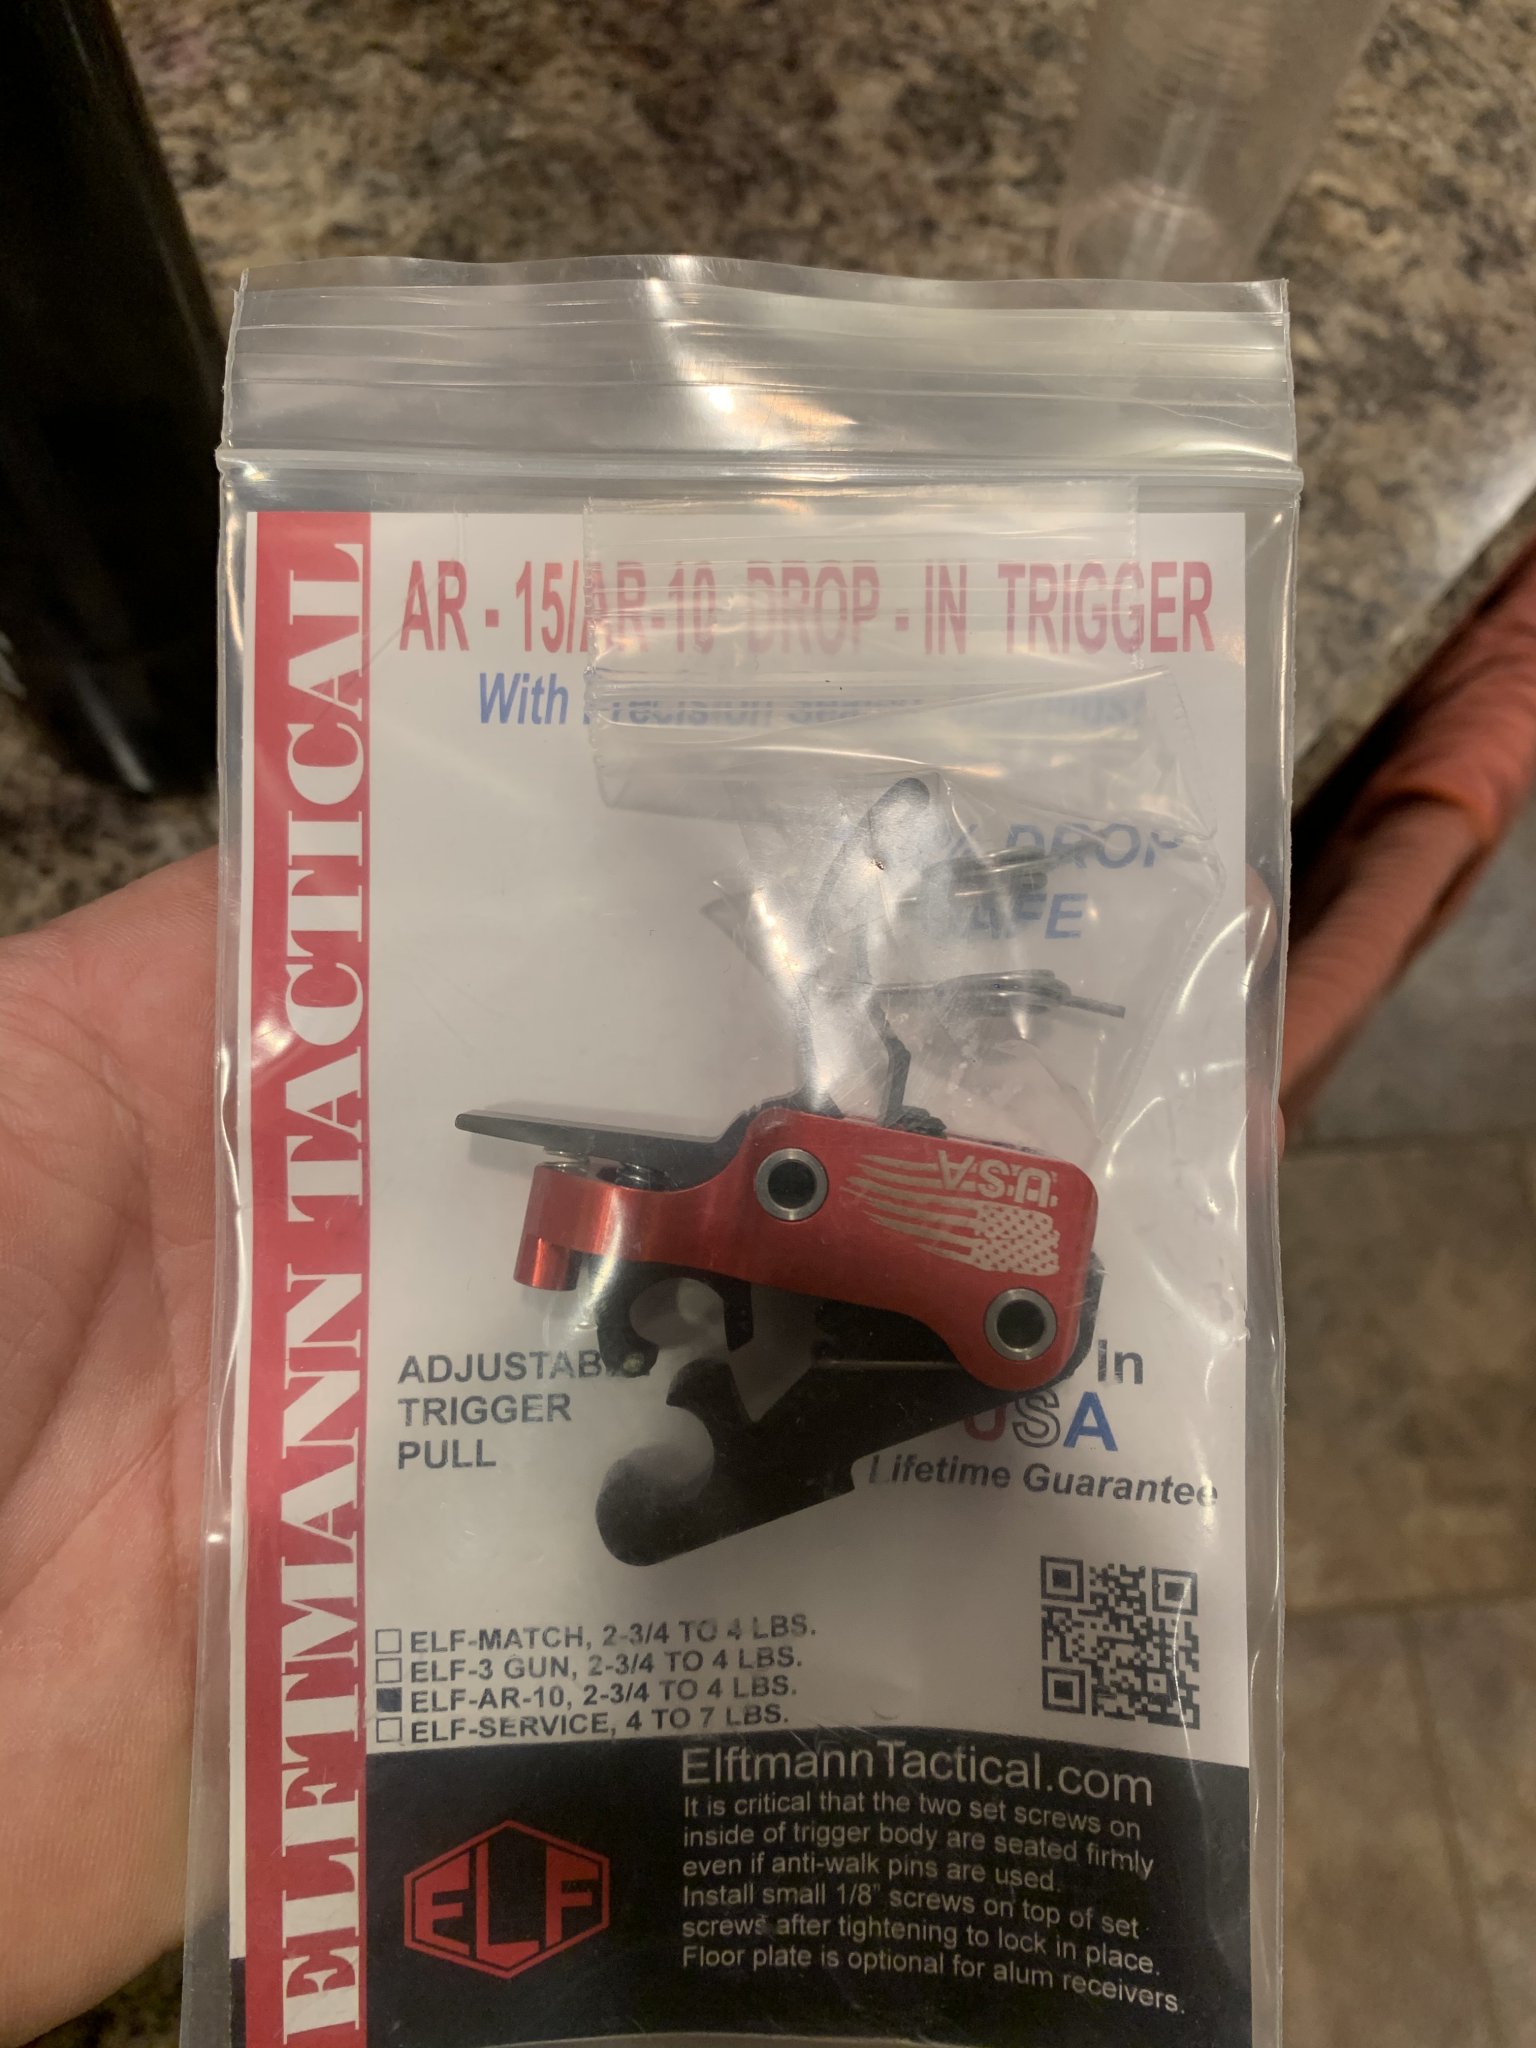 ELFTMANN TACTICAL
AR - 15/AR-10 DROP - IN TRIGGER
With Precision
DROP
U.S.A
ADJUSTABLE
TRIGGER
PULL
In
USA
Lifetime Guarantee
ELF-MATCH, 2-3/4 TO 4 LBS.
ELF-3 GUN, 2-3/4 TO 4 LBS.
ELF-AR-10, 2-3/4 TO 4 LBS.
ELF-SERVICE, 4 TO 7 LBS.
ELF
ElftmannTactical.com
It is critical that the two set screws on
inside of trigger body are seated firmly
even if anti-walk pins are used.
Install small 1/8" screws on top of set
screws after tightening to lock in place.
Floor plate is optional for alum receivers.